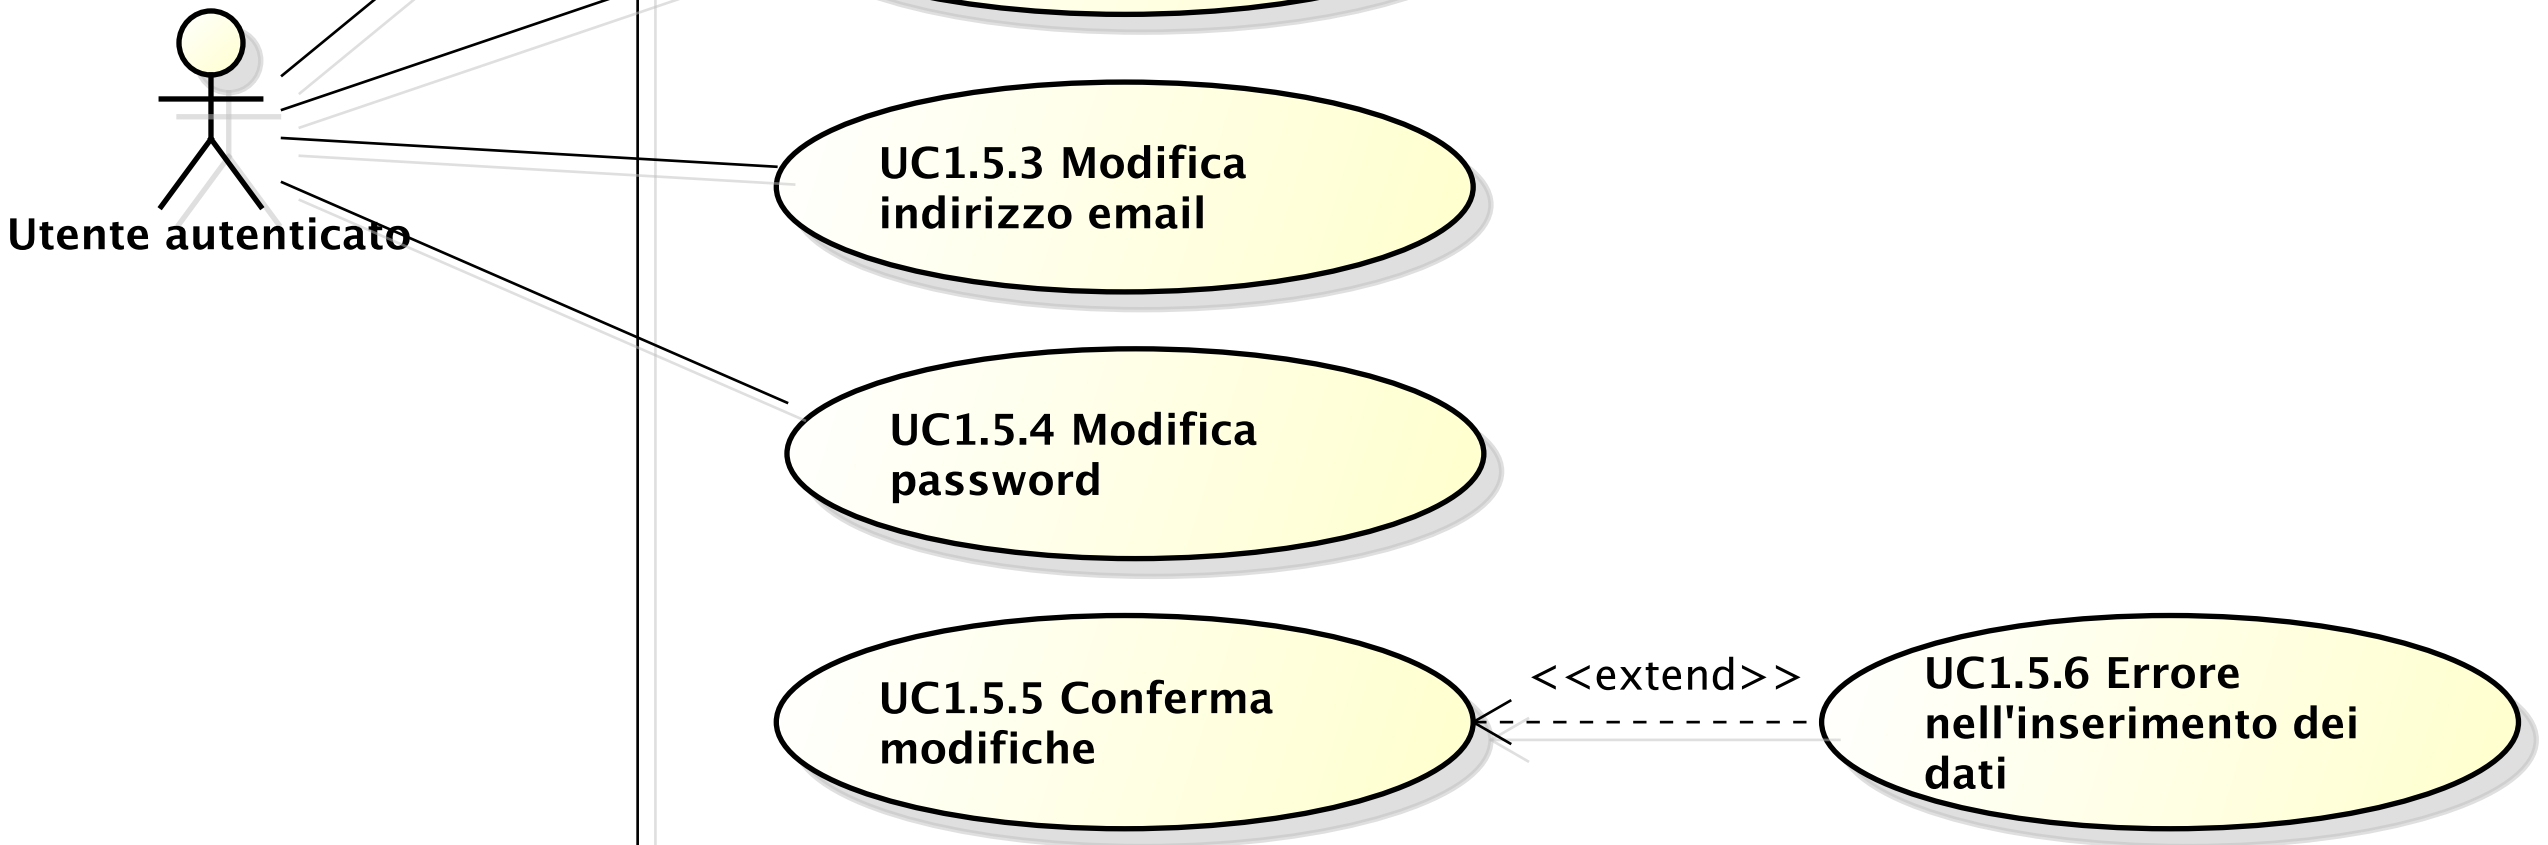 Utente autenticato
UC1.5.3 Modifica
indirizzo email
UC1.5.4 Modifica
password
UC1.5.5 Conferma
modifiche
<<extend>>
UC1.5.6 Errore
nell'inserimento dei
dati